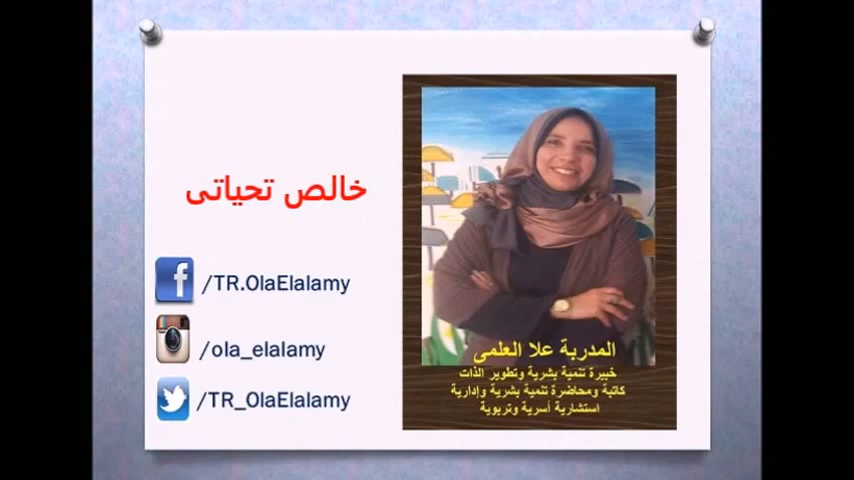 خالص تحياتى
/TR.OlaElalamy
/ola_elalamy
/TR_OlaElalamy
المدربة علا العلمي
خبيرة تنمية بشرية وتطوير الذات
كاتبة ومحاضرة تنمية بشرية وإدارية
استشارية أسرية وتربوية